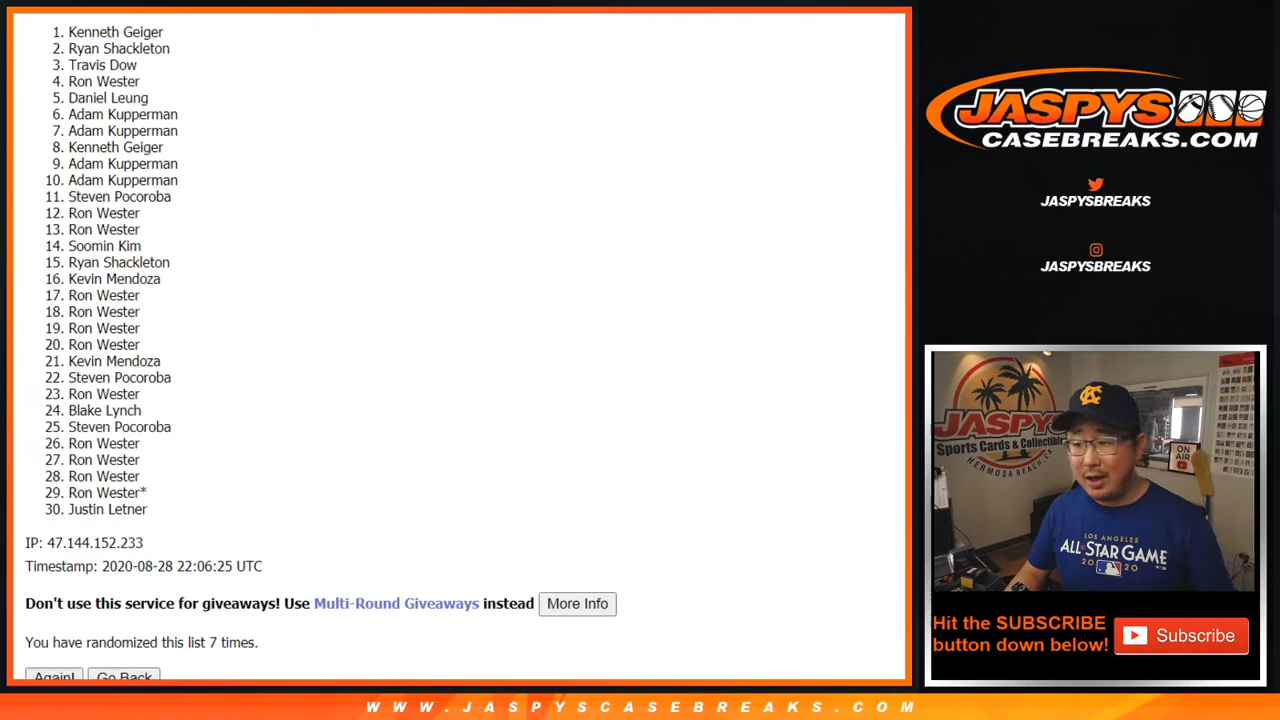 1. Kenneth Geiger
2. Ryan Shackleton
3. Travis Dow
4. Ron Wester
5. Daniel Leung
6. Adam Kupperman
7. Adam Kupperman
8. Kenneth Geiger
9. Adam Kupperman
10. Adam Kupperman
11. Steven Pocoroba
12. Ron Wester
13. Ron Wester
14. Soomin Kim
15. Ryan Shackleton
16. Kevin Mendoza
17. Ron Wester
18. Ron Wester
19. Ron Wester
20. Ron Wester
21. Kevin Mendoza
22. Steven Pocoroba
23. Ron Wester
24. Blake Lynch
25. Steven Pocoroba
26. Ron Wester
27. Ron Wester
28. Ron Wester
29. Ron Wester*
30. Justin Letner
IP: 47.144.152.233
Timestamp: 2020-08-28 22:06:25 UTC
Don't use this service for giveaways! Use Multi-Round Giveaways instead More Info
You have randomized this list 7 times.
Again! Go Back
JASPYS
CASEBREAKS.COM
JASPYSBREAKS
JASPYSBREAKS
JASPYS
Sports Cards & Collectible
HERMOSA BEACH CA
ON
AIR
KC
LOS ANGELES
ALL STAR GAME
2020
Hit the SUBSCRIBE
button down below!
Subscribe
WWW.JASPYSCASEBREAKS.COM